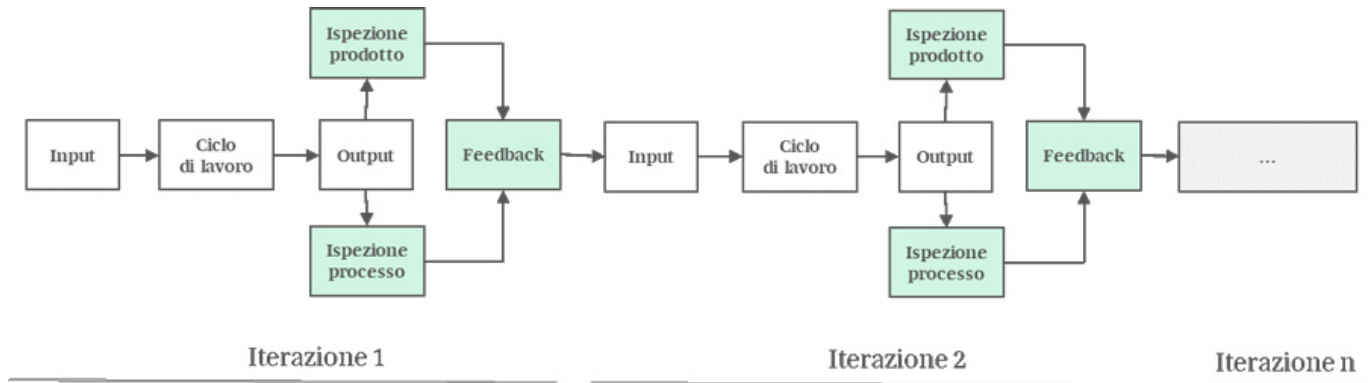 Ispezione
prodotto
Input
Ciclo
di lavoro
Output
Feedback
Ispezione
processo
Iterazione 1
Ispezione
prodotto
Input
Ciclo
di lavoro
Output
Feedback
Ispezione
processo
Iterazione 2
...
Iterazione n